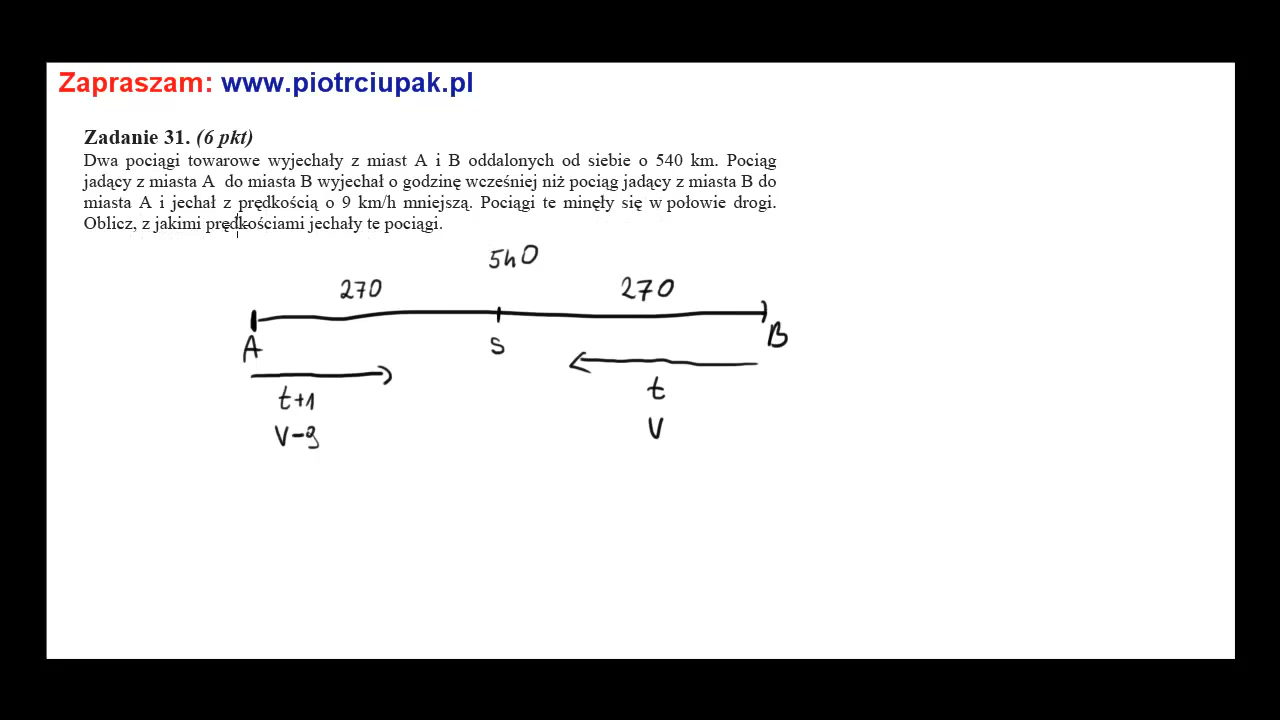 Zapraszam: www.piotrciupak.pl
Zadanie 31. (6 pkt)
Dwa pociągi towarowe wyjechały z miast A i B oddalonych od siebie o 540 km. Pociąg
jadący z miasta A do miasta B wyjechał o godzinę wcześniej niż pociąg jadący z miasta B do
miasta A i jechał z prędkością o 9 km/h mniejszą. Pociągi te minęły się w połowie drogi.
Oblicz, z jakimi prędkościami jechały te pociągi.
540
270 270
A S B
t+1 t
V-9 V